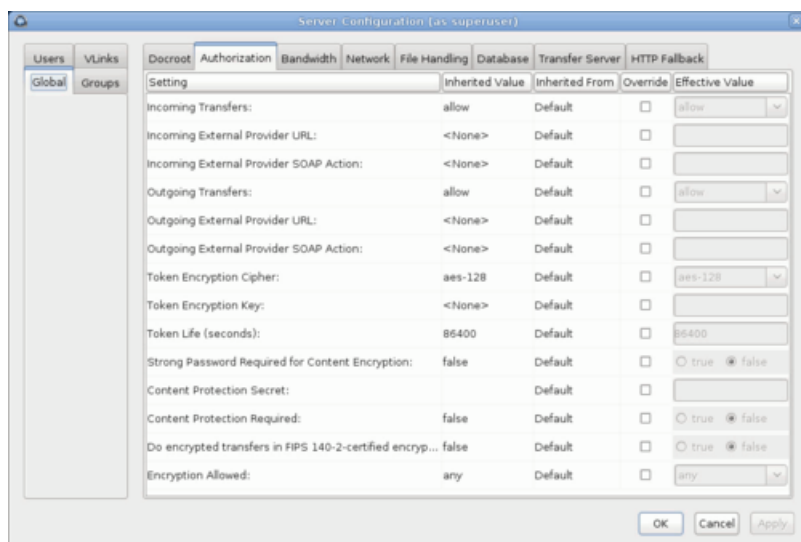 Server Configuration (as superuser)
Users VLinks
Global Groups
Docroot Authorization Bandwidth Network File Handling Database Transfer Server HTTP Fallback
Setting Inherited Value Inherited From Override Effective Value
Incoming Transfers: allow Default allow
Incoming External Provider URL: <None> Default
Incoming External Provider SOAP Action: <None> Default
Outgoing Transfers: allow Default allow
Outgoing External Provider URL: <None> Default
Outgoing External Provider SOAP Action: <None> Default
Token Encryption Cipher: aes-128 Default aes-128
Token Encryption Key: <None> Default
Token Life (seconds): 86400 Default 86400
Strong Password Required for Content Encryption: false Default true false
Content Protection Secret: Default
Content Protection Required: false Default true false
Do encrypted transfers in FIPS 140-2-certified encryp... false Default true false
Encryption Allowed: any Default any
OK Cancel Apply